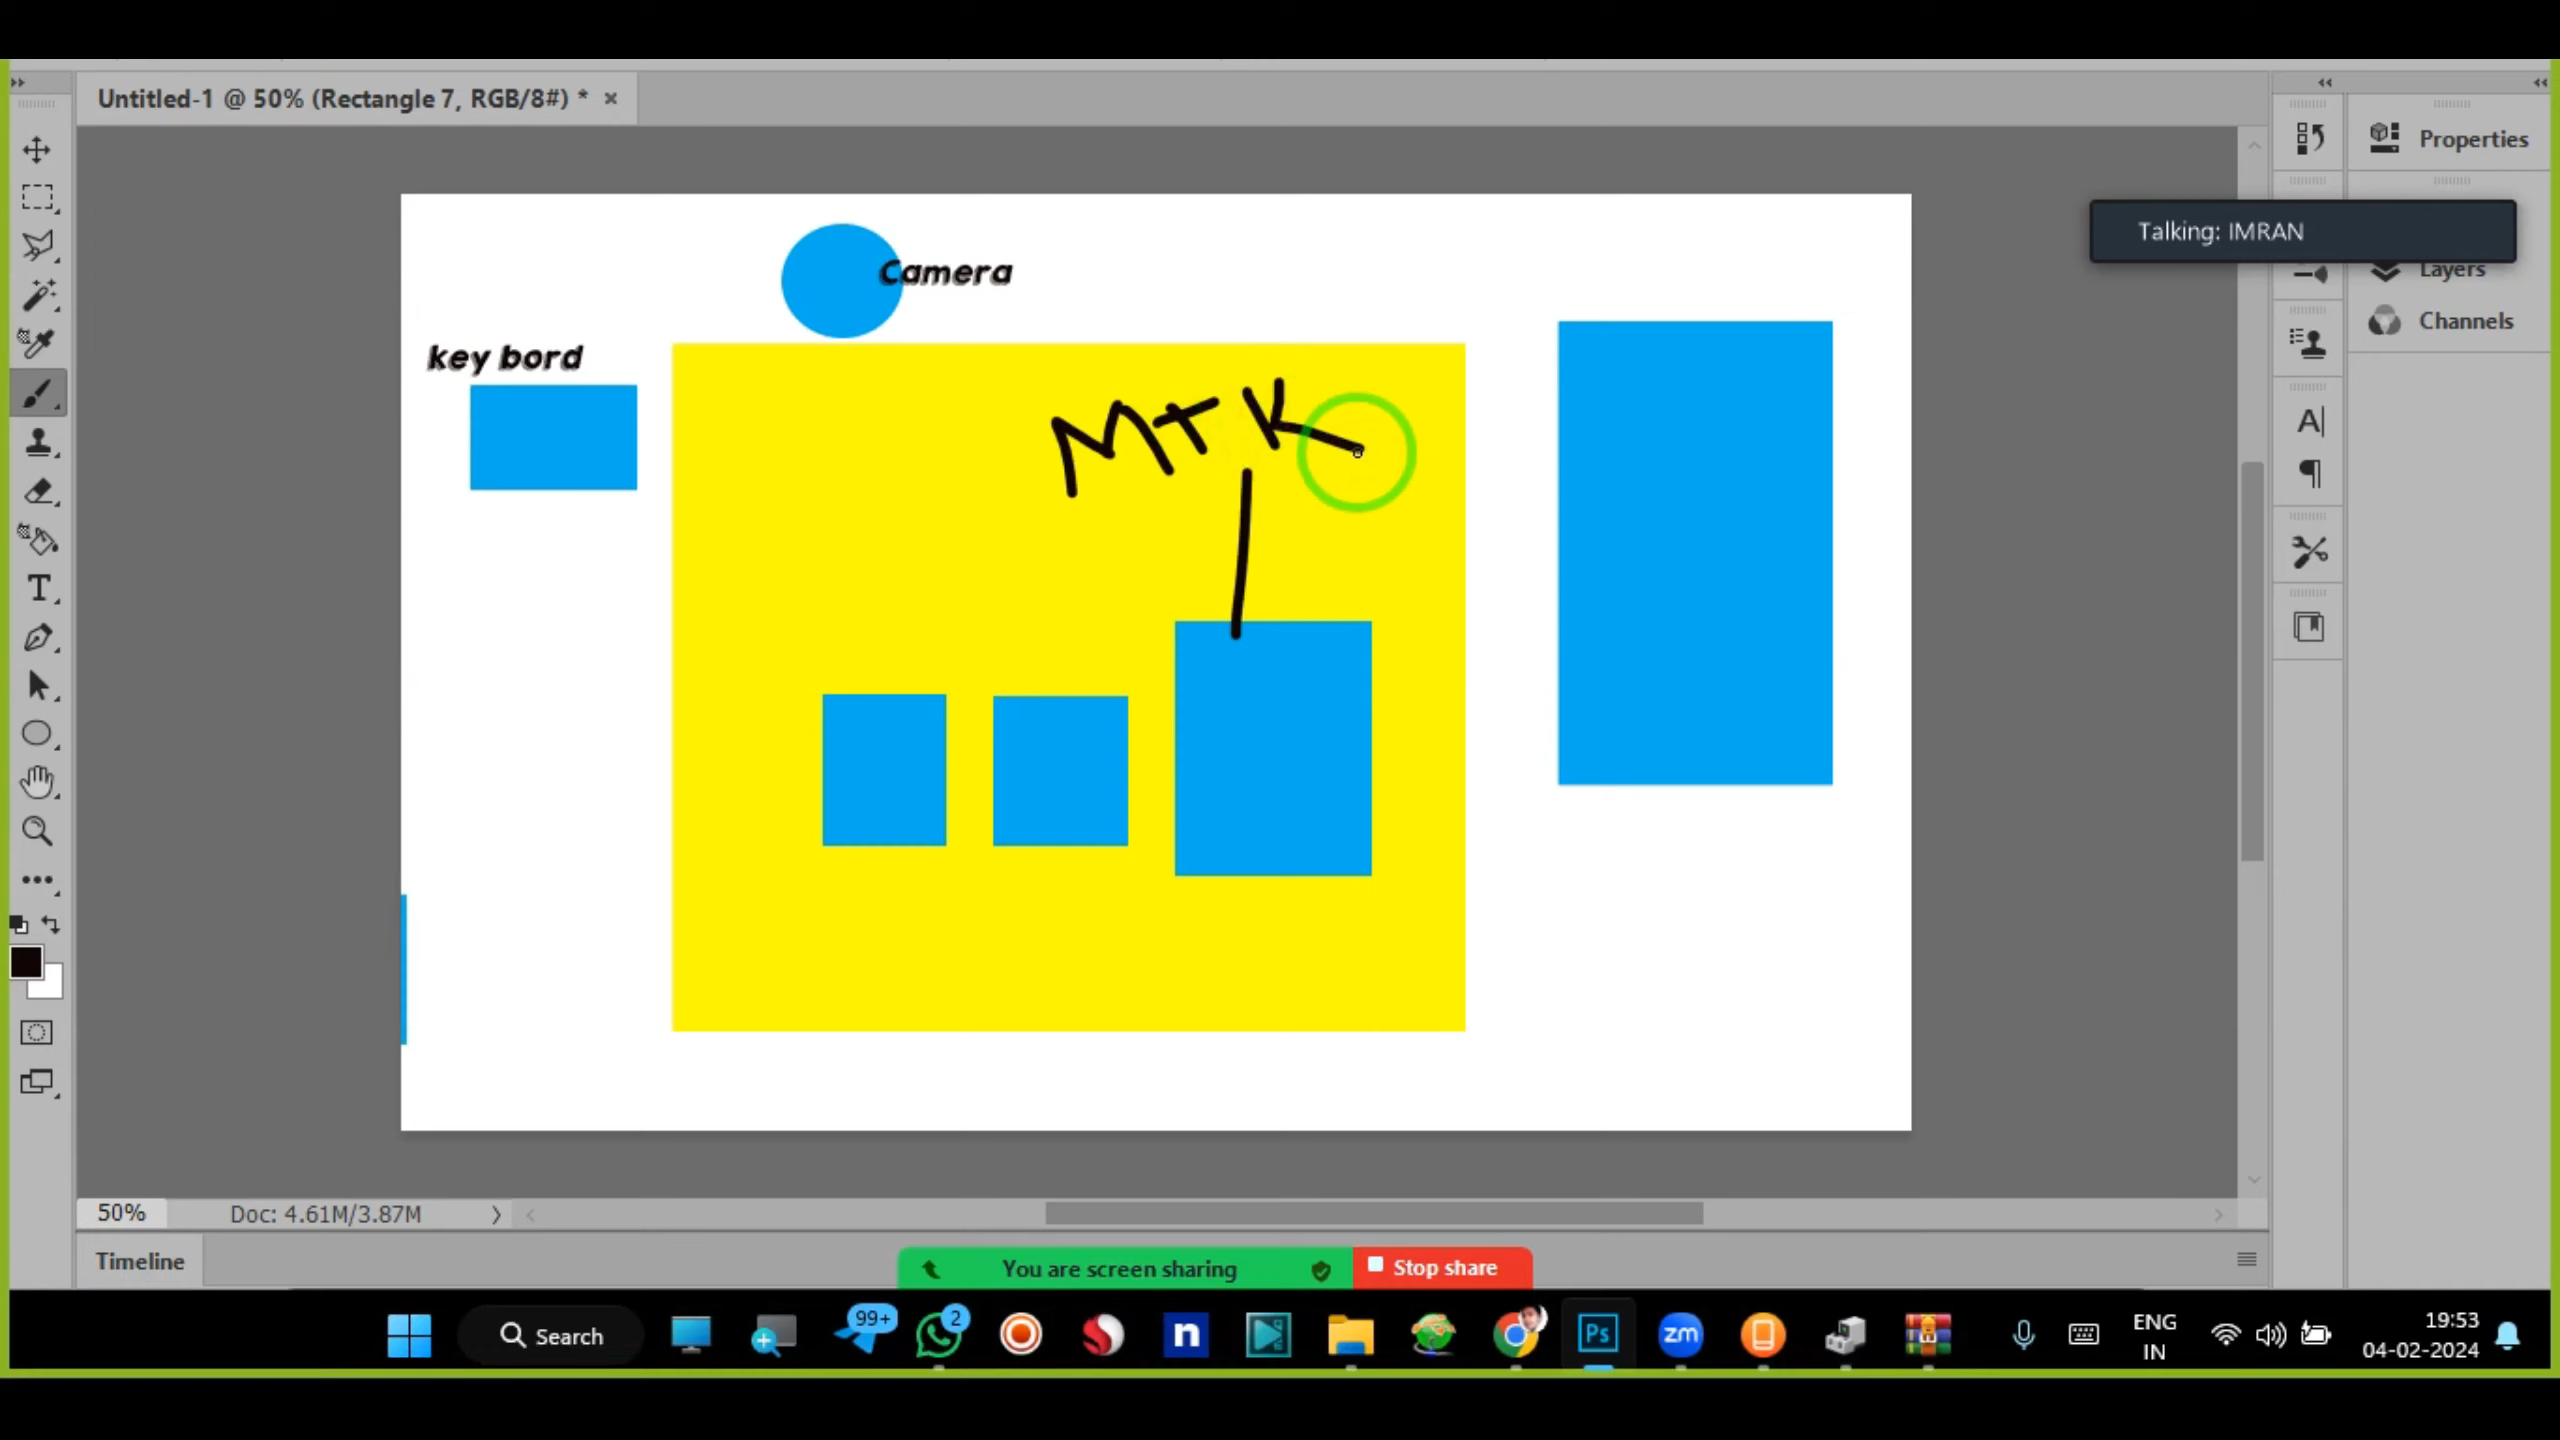 Untitled-1 @ 50% (Rectangle 7, RGB/8#) * ×
Properties
Talking: IMRAN
Layers
Channels
Camera
key bord
MTK
50%
Doc: 4.61M/3.87M
Timeline
You are screen sharing
Stop share
Search
99+
2
n
Ps
zm
ENG
IN
19:53
04-02-2024